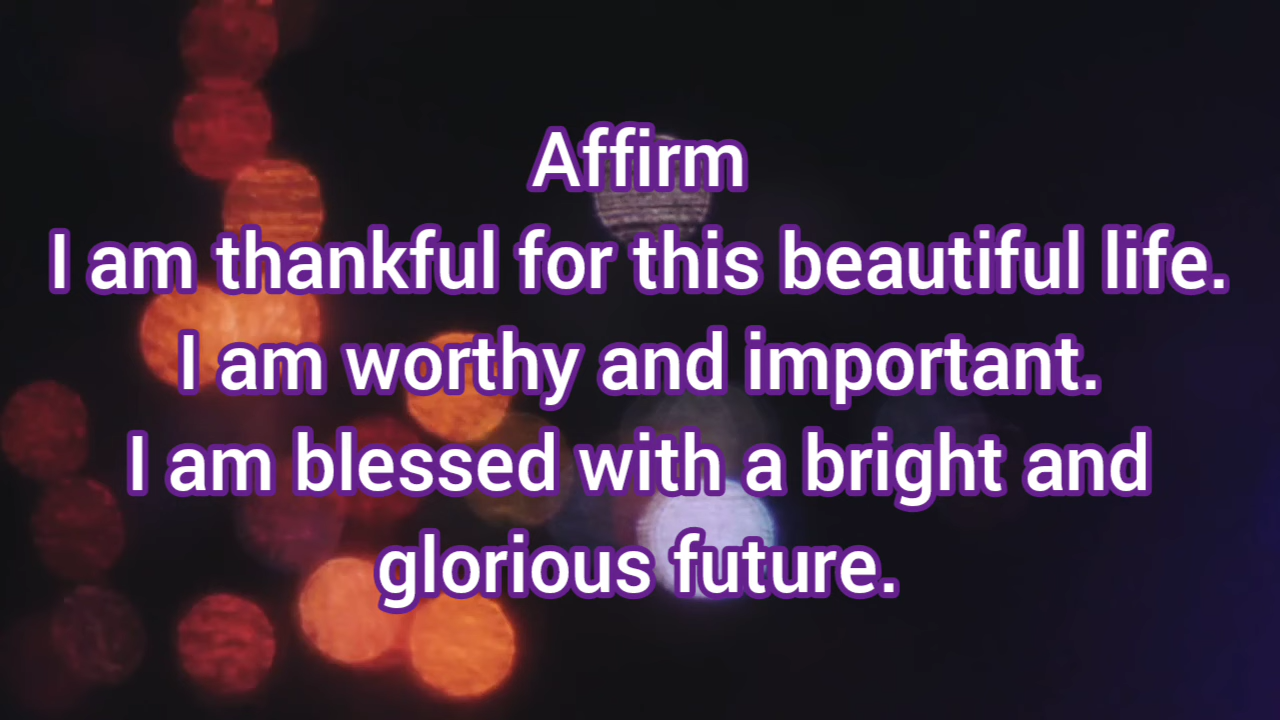 Affirm
I am thankful for this beautiful life.
I am worthy and important.
I am blessed with a bright and
glorious future.